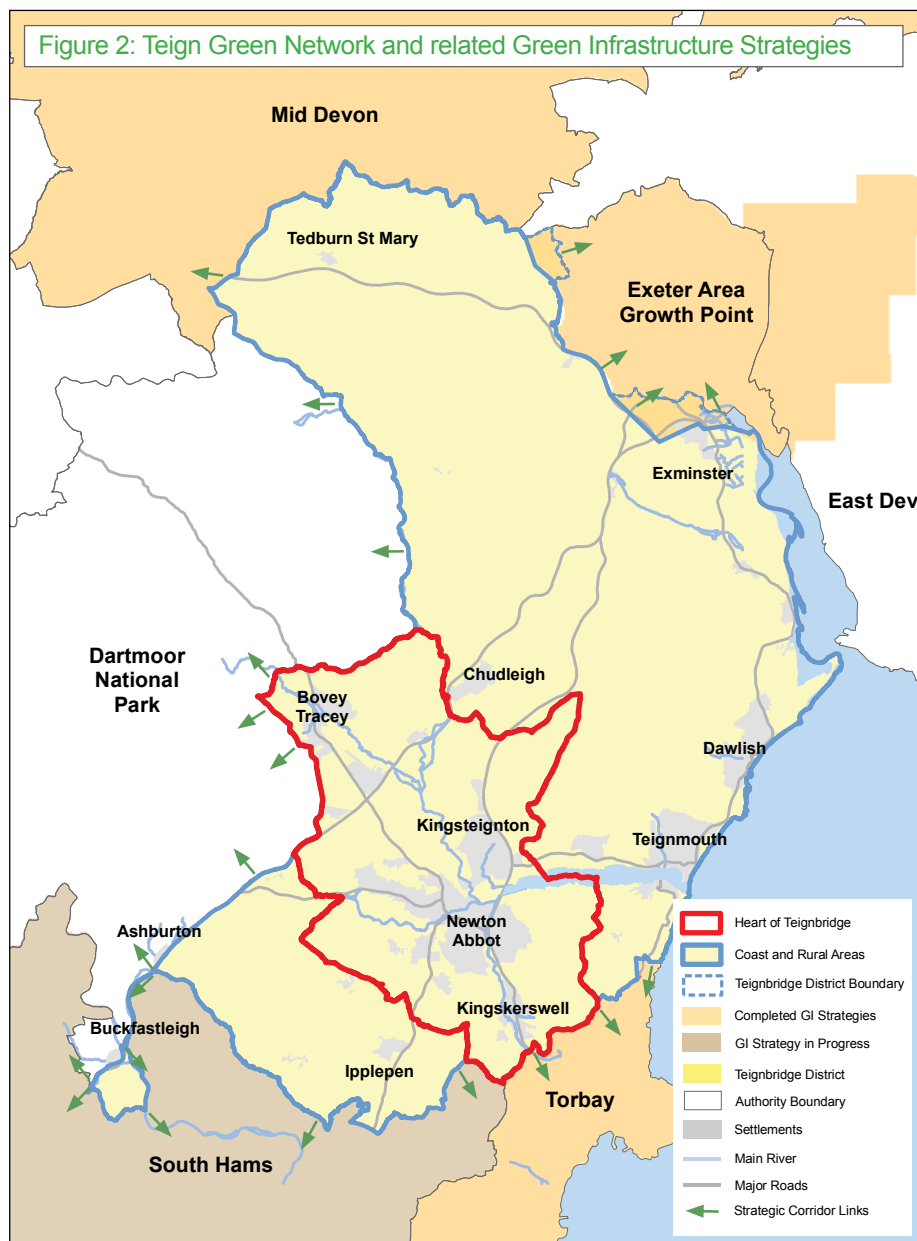 Figure 2: Teign Green Network and related Green Infrastructure Strategies
Mid Devon
Tedburn St Mary
Exeter Area
Growth Point
Exminster
East Dev
Dartmoor
National
Park
Chudleigh
Bovey
Tracey
Dawlish
Kingsteignton
Teignmouth
Newton
Abbot
Ashburton
Buckfastleigh
Kingskerswell
Ipplepen
Torbay
South Hams
Heart of Teignbridge
Coast and Rural Areas
Teignbridge District Boundary
Completed GI Strategies
GI Strategy in Progress
Teignbridge District
Authority Boundary
Settlements
Main River
Major Roads
Strategic Corridor Links